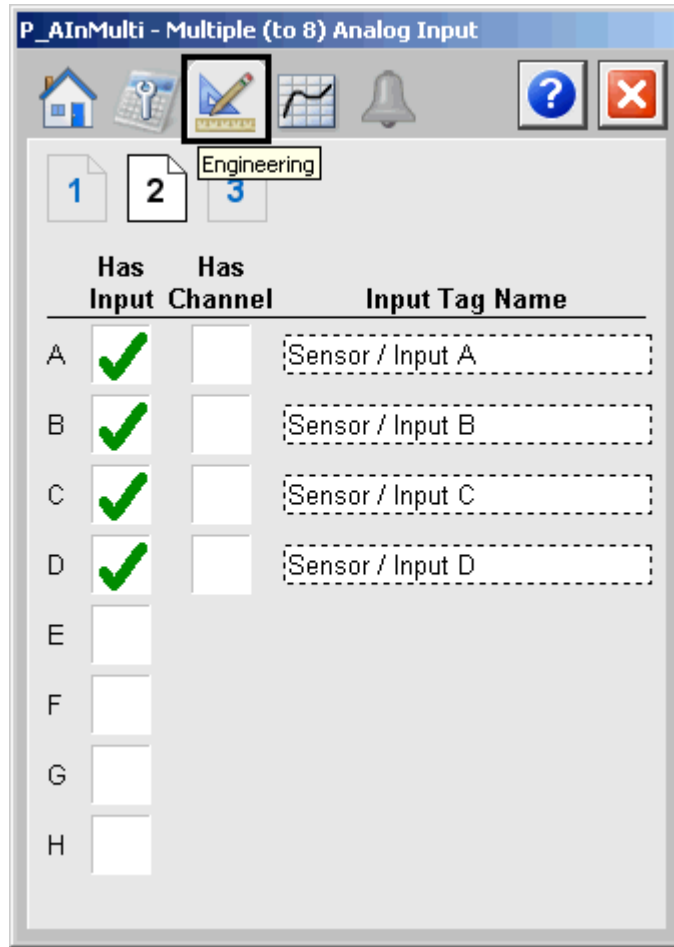 P_AInMulti - Multiple (to 8) Analog Input
?
Engineering
1 2 3
Has Has
Input Channel Input Tag Name
A Sensor / Input A
B Sensor / Input B
C Sensor / Input C
D Sensor / Input D
E
F
G
H